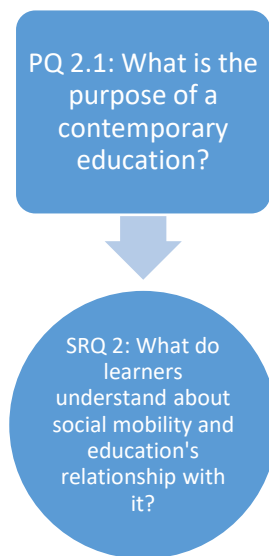 PQ 2.1: What is the
purpose of a
contemporary
education?
SRQ 2: What do
learners
understand about
social mobility and
education's
relationship with
it?